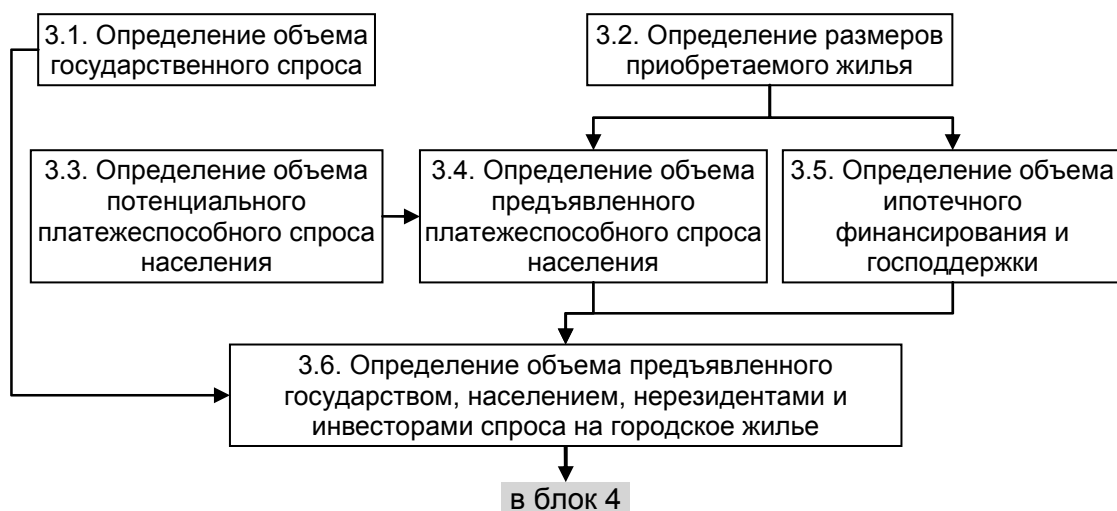 3.1. Определение объема
государственного спроса
3.2. Определение размеров
приобретаемого жилья
3.3. Определение объема
потенциального
платежеспособного спроса
населения
3.4. Определение объема
предъявленного
платежеспособного спроса
населения
3.5. Определение объема
ипотечного
финансирования и
господдержки
3.6. Определение объема предъявленного
государством, населением, нерезидентами и
инвесторами спроса на городское жилье
в блок 4